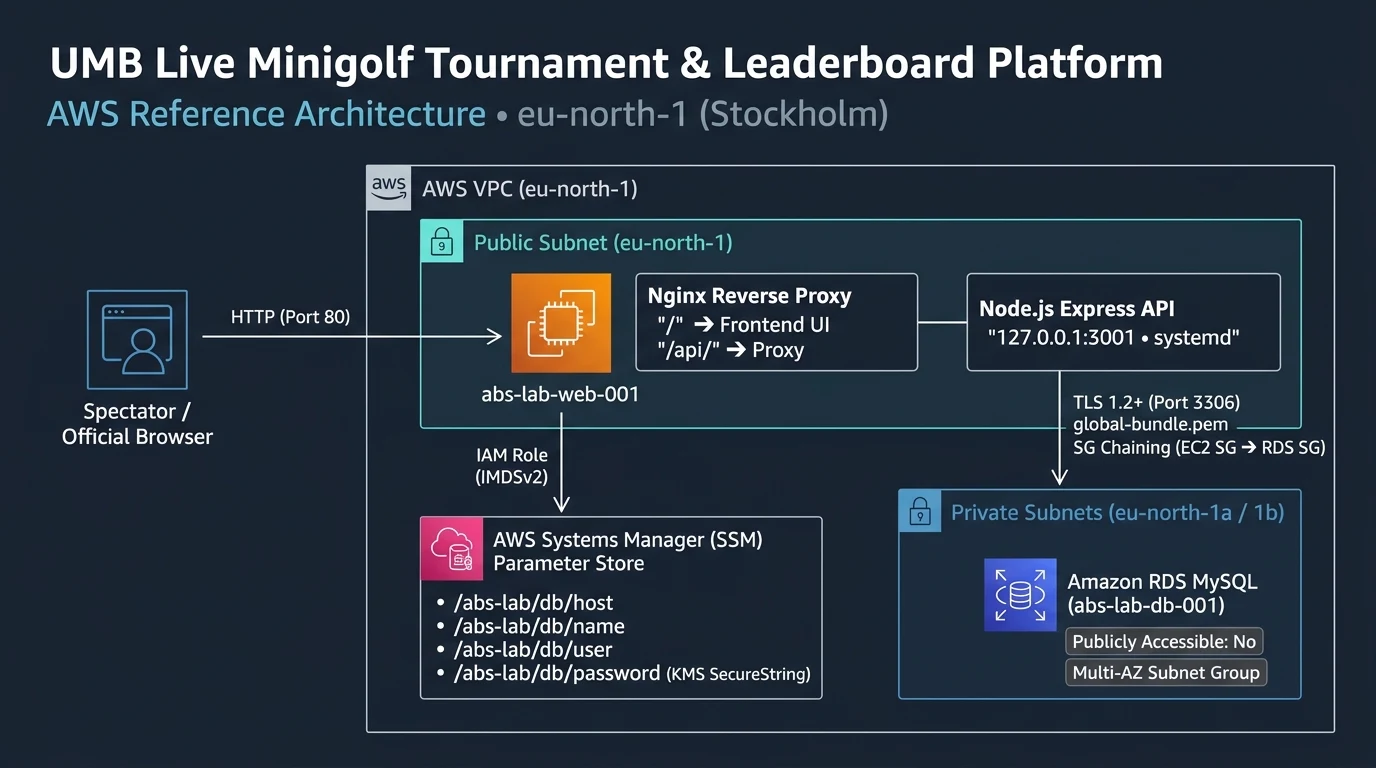 UMB Live Minigolf Tournament & Leaderboard Platform
AWS Reference Architecture • eu-north-1 (Stockholm)
aws
AWS VPC (eu-north-1)
9
Public Subnet (eu-north-1)
HTTP (Port 80)
Spectator /
Official Browser
abs-lab-web-001
Nginx Reverse Proxy
"/" → Frontend UI
"/api/" → Proxy
Node.js Express API
"127.0.0.1:3001 • systemd"
TLS 1.2+ (Port 3306)
global-bundle.pem
SG Chaining (EC2 SG → RDS SG)
IAM Role
(IMDSv2)
AWS Systems Manager (SSM)
Parameter Store
• /abs-lab/db/host
• /abs-lab/db/name
• /abs-lab/db/user
• /abs-lab/db/password (KMS SecureString)
9
Private Subnets (eu-north-1a / 1b)
Amazon RDS MySQL
(abs-lab-db-001)
Publicly Accessible: No
Multi-AZ Subnet Group